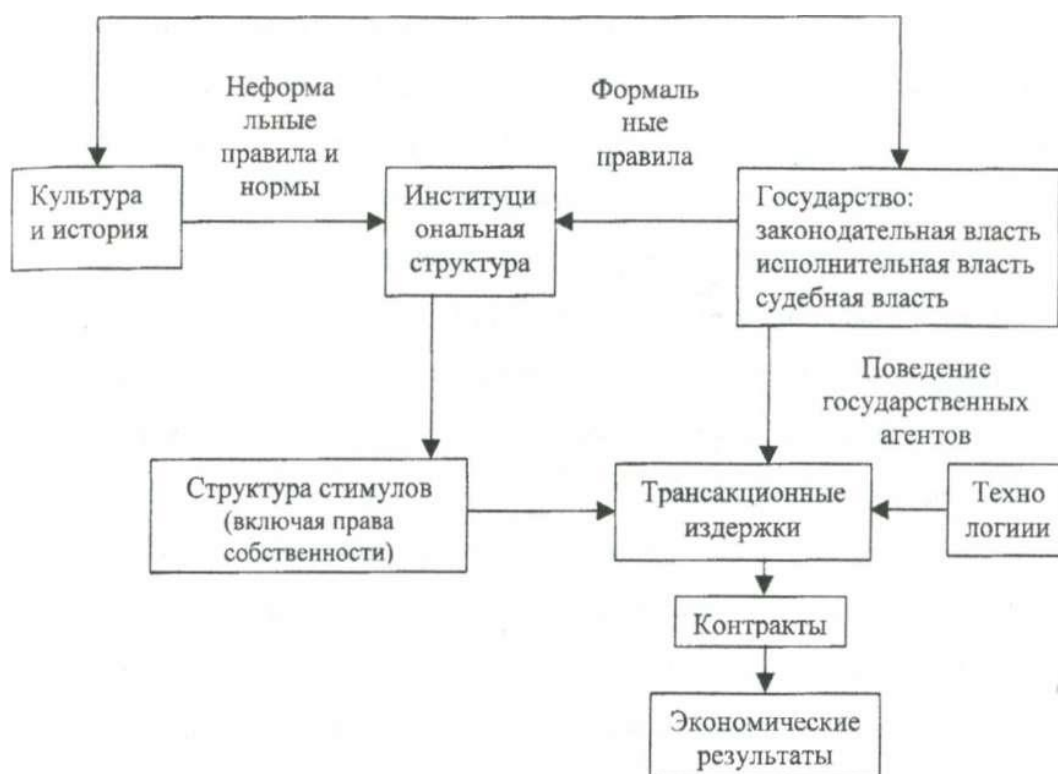 Неформа
льные
правила и
нормы
Формаль
ные
правила
Культура
и история
Институци
ональная
структура
Государство:
законодательная власть
исполнительная власть
судебная власть
Поведение
государственных
агентов
Структура стимулов
(включая права
собственности)
Трансакционные
издержки
Техно
логиии
Контракты
Экономические
результаты